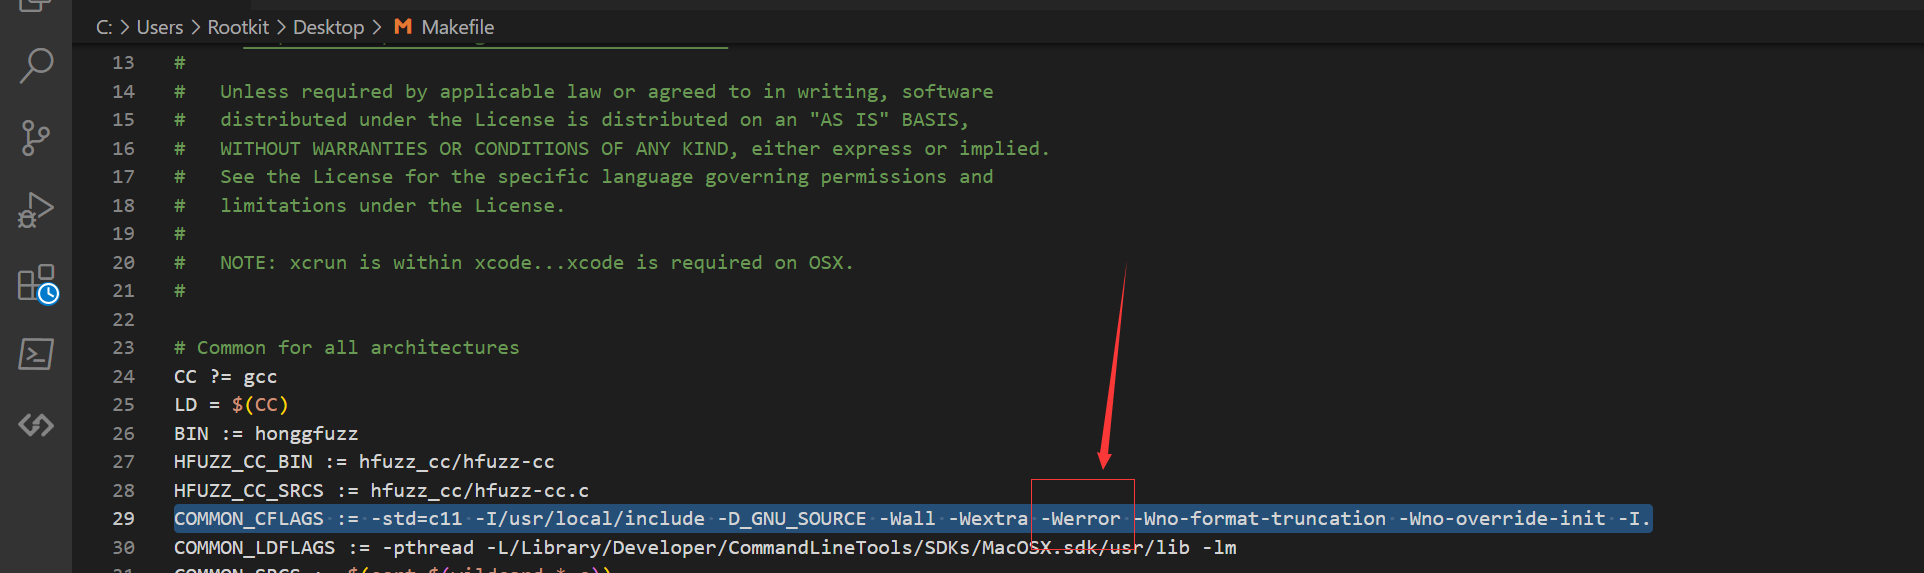 C: > Users > Rootkit > Desktop > M Makefile
13 #
14 #   Unless required by applicable law or agreed to in writing, software
15 #   distributed under the License is distributed on an "AS IS" BASIS,
16 #   WITHOUT WARRANTIES OR CONDITIONS OF ANY KIND, either express or implied.
17 #   See the License for the specific language governing permissions and
18 #   limitations under the License.
19 #
20 #   NOTE: xcrun is within xcode...xcode is required on OSX.
21 #
22
23 # Common for all architectures
24 CC ?= gcc
25 LD = $(CC)
26 BIN := honggfuzz
27 HFUZZ_CC_BIN := hfuzz_cc/hfuzz-cc
28 HFUZZ_CC_SRCS := hfuzz_cc/hfuzz-cc.c
29 COMMON_CFLAGS := -std=c11 -I/usr/local/include -D_GNU_SOURCE -Wall -Wextra -Werror -Wno-format-truncation -Wno-override-init -I.
30 COMMON_LDFLAGS := -pthread -L/Library/Developer/CommandLineTools/SDKs/MacOSX.sdk/usr/lib -lm